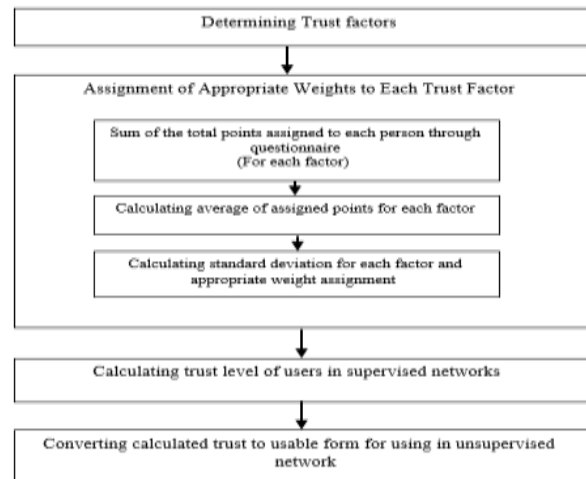 Determining Trust factors
Assignment of Appropriate Weights to Each Trust Factor
Sum of the total points assigned to each person through
questionnaire
(For each factor)
Calculating average of assigned points for each factor
Calculating standard deviation for each factor and
appropriate weight assignment
Calculating trust level of users in supervised networks
Converting calculated trust to usable form for using in unsupervised
network